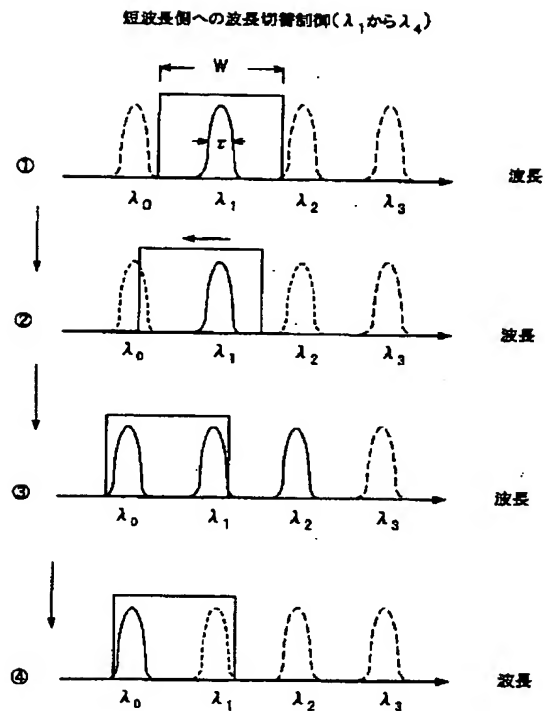 短波長側への波長切替制御(λ₁からλ₄)
W
τ
① 波長
λ₀ λ₁ λ₂ λ₃
② 波長
λ₀ λ₁ λ₂ λ₃
③ 波長
λ₀ λ₁ λ₂ λ₃
④ 波長
λ₀ λ₁ λ₂ λ₃